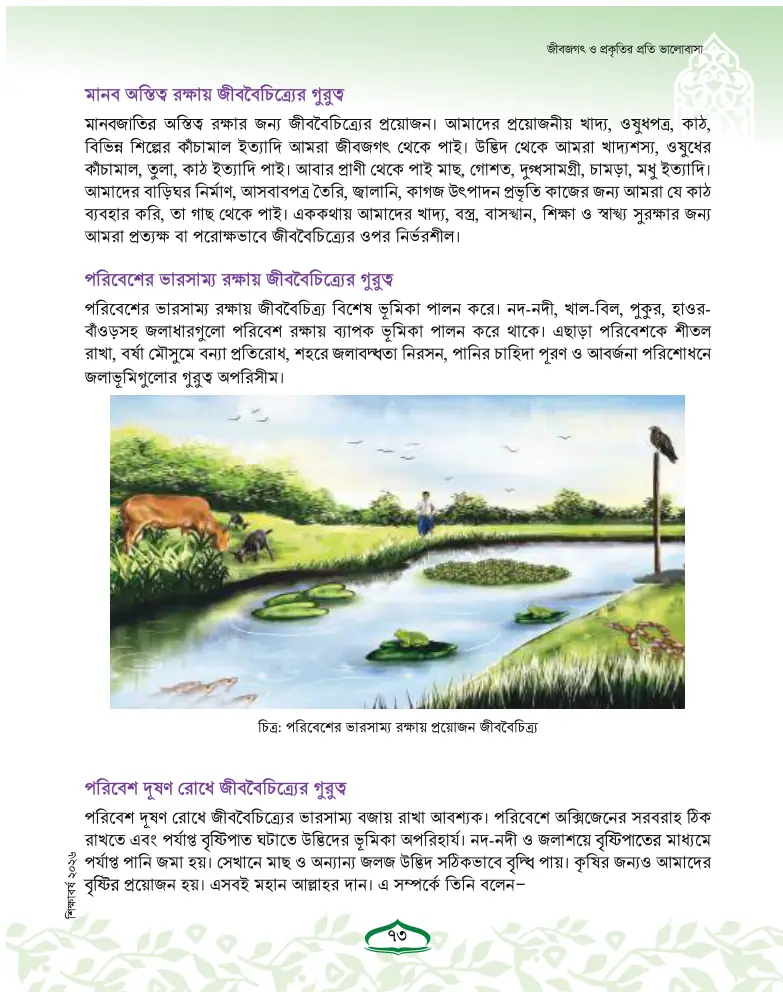 জীবজগৎ ও প্রকৃতির প্রতি ভালোবাসা
মানব অস্তিত্ব রক্ষায় জীববৈচিত্র্যের গুরুত্ব
মানবজাতির অস্তিত্ব রক্ষার জন্য জীববৈচিত্র্যের প্রয়োজন। আমাদের প্রয়োজনীয় খাদ্য, ওষুধপত্র, কাঠ,
বিভিন্ন শিল্পের কাঁচামাল ইত্যাদি আমরা জীবজগৎ থেকে পাই। উদ্ভিদ থেকে আমরা খাদ্যশস্য, ওষুধের
কাঁচামাল, তুলা, কাঠ ইত্যাদি পাই। আবার প্রাণী থেকে পাই মাছ, গোশত, দুগ্ধসামগ্রী, চামড়া, মধু ইত্যাদি।
আমাদের বাড়িঘর নির্মাণ, আসবাবপত্র তৈরি, জ্বালানি, কাগজ উৎপাদন প্রভৃতি কাজের জন্য আমরা যে কাঠ
ব্যবহার করি, তা গাছ থেকে পাই। এককথায় আমাদের খাদ্য, বস্ত্র, বাসস্থান, শিক্ষা ও স্বাস্থ্য সুরক্ষার জন্য
আমরা প্রত্যক্ষ বা পরোক্ষভাবে জীববৈচিত্র্যের ওপর নির্ভরশীল।
পরিবেশের ভারসাম্য রক্ষায় জীববৈচিত্র্যের গুরুত্ব
পরিবেশের ভারসাম্য রক্ষায় জীববৈচিত্র্য বিশেষ ভূমিকা পালন করে। নদ-নদী, খাল-বিল, পুকুর, হাওর-
বাঁওড়সহ জলাধারগুলো পরিবেশ রক্ষায় ব্যাপক ভূমিকা পালন করে থাকে। এছাড়া পরিবেশকে শীতল
রাখা, বর্ষা মৌসুমে বন্যা প্রতিরোধ, শহরে জলাবদ্ধতা নিরসন, পানির চাহিদা পূরণ ও আবর্জনা পরিশোধনে
জলাভূমিগুলোর গুরুত্ব অপরিসীম।
চিত্র: পরিবেশের ভারসাম্য রক্ষায় প্রয়োজন জীববৈচিত্র্য
পরিবেশ দূষণ রোধে জীববৈচিত্র্যের গুরুত্ব
পরিবেশ দূষণ রোধে জীববৈচিত্র্যের ভারসাম্য বজায় রাখা আবশ্যক। পরিবেশে অক্সিজেনের সরবরাহ ঠিক
রাখতে এবং পর্যাপ্ত বৃষ্টিপাত ঘটাতে উদ্ভিদের ভূমিকা অপরিহার্য। নদ-নদী ও জলাশয়ে বৃষ্টিপাতের মাধ্যমে
পর্যাপ্ত পানি জমা হয়। সেখানে মাছ ও অন্যান্য জলজ উদ্ভিদ সঠিকভাবে বৃদ্ধি পায়। কৃষির জন্যও আমাদের
বৃষ্টির প্রয়োজন হয়। এসবই মহান আল্লাহর দান। এ সম্পর্কে তিনি বলেন–
শিক্ষাবর্ষ ২০২৬
৭৩